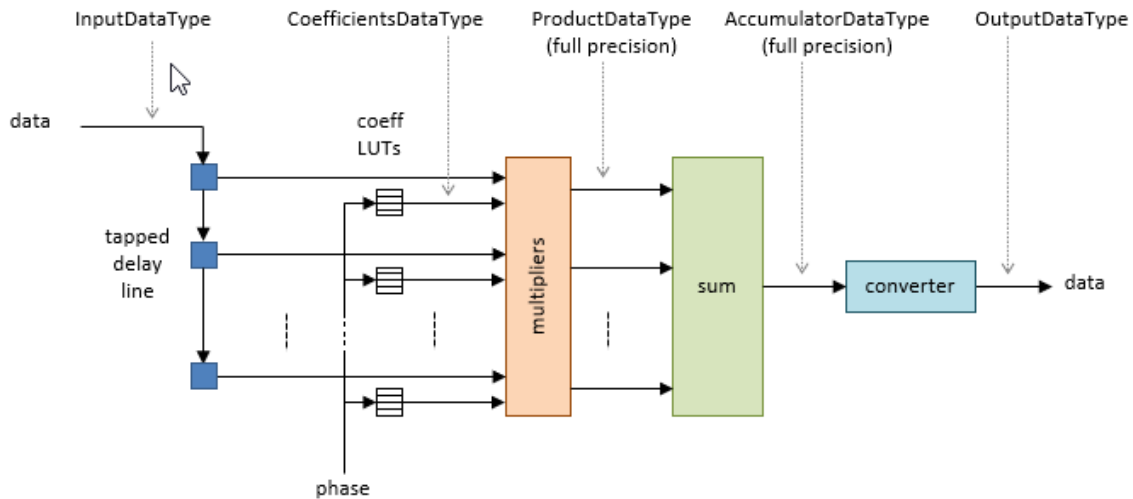 InputDataType
CoefficientsDataType
ProductDataType
(full precision)
AccumulatorDataType
(full precision)
OutputDataType
data
coeff
LUTs
tapped
delay
line
multipliers
sum
converter
data
phase